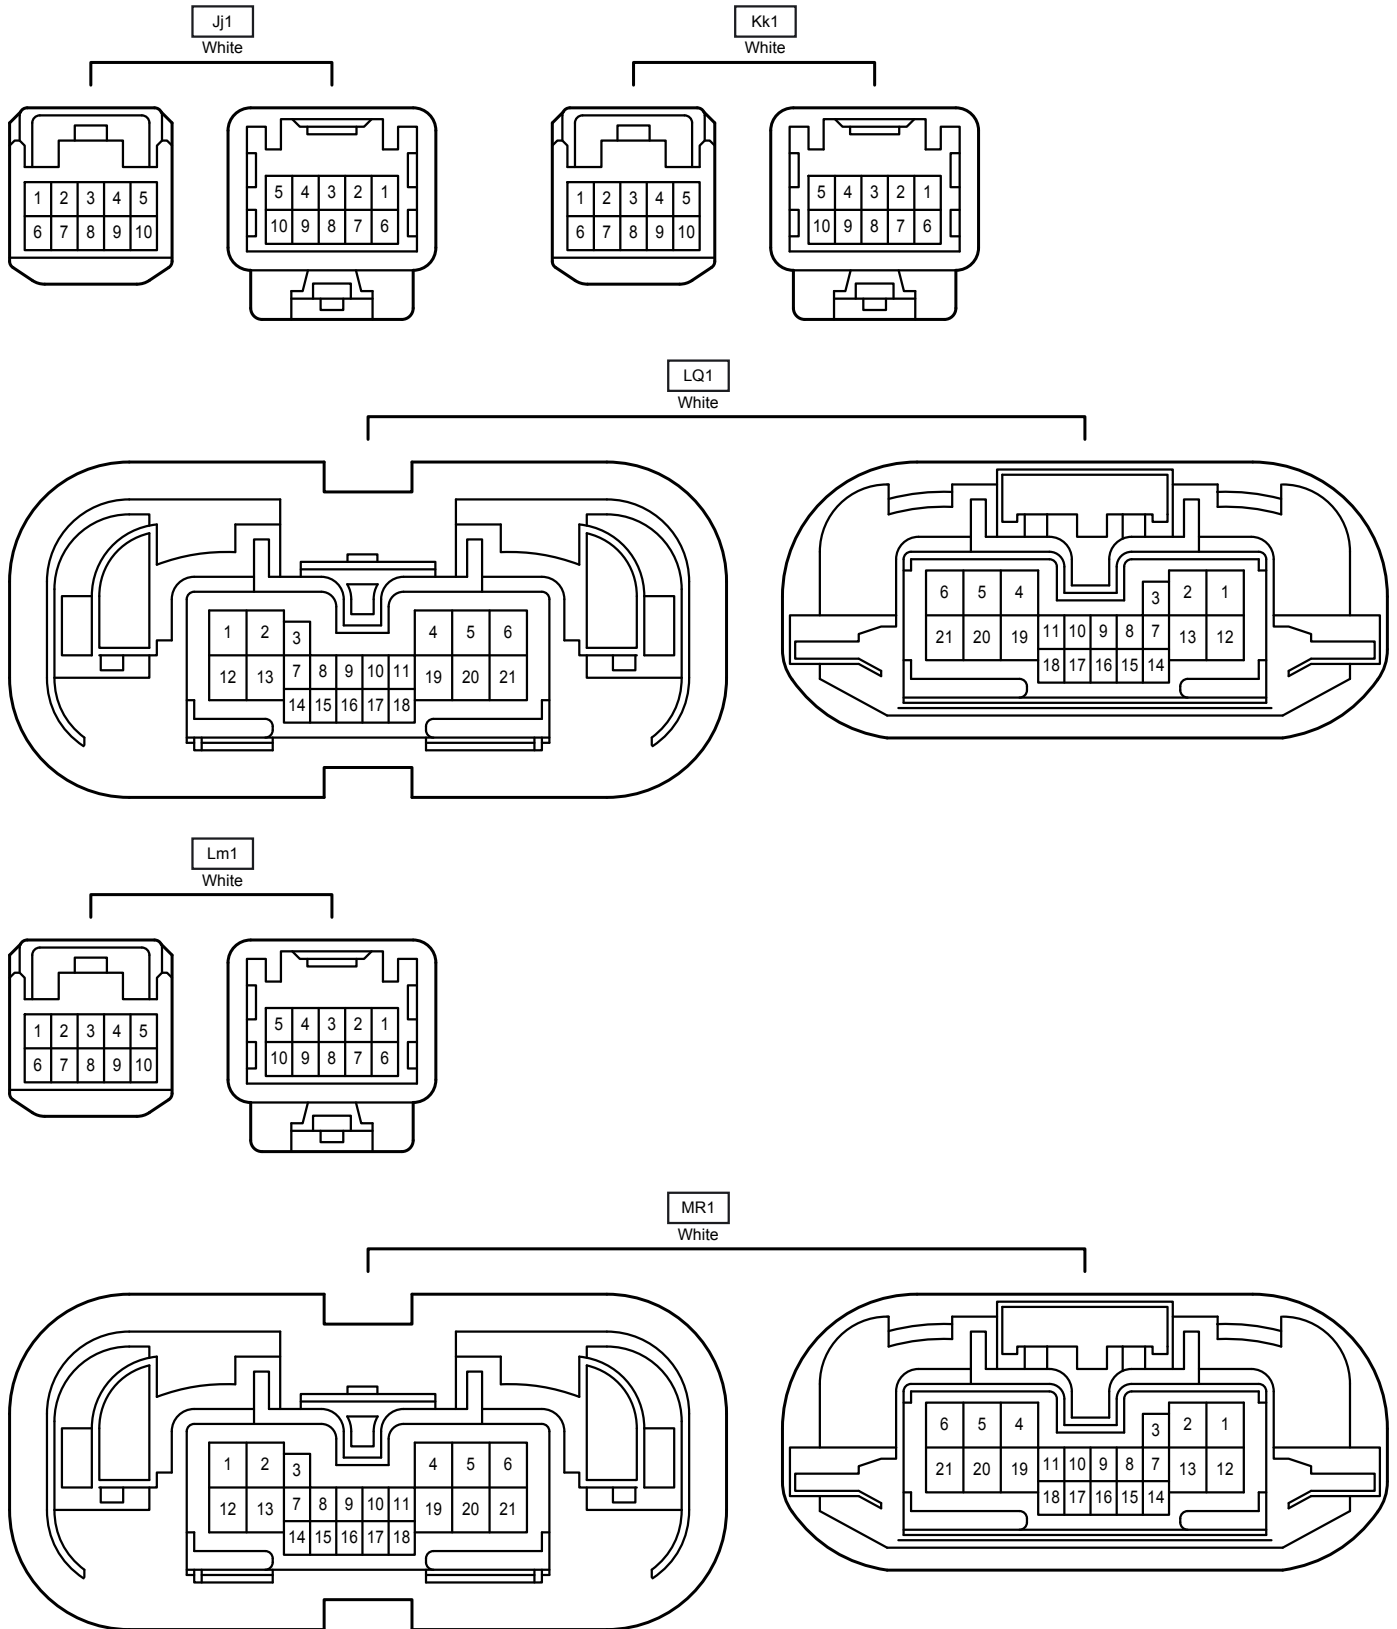 Jj1
White
Kk1
White
1 2 3 4 5
6 7 8 9 10
5 4 3 2 1
10 9 8 7 6
1 2 3 4 5
6 7 8 9 10
5 4 3 2 1
10 9 8 7 6
LQ1
White
1 2 3 4 5 6
12 13 7 8 9 10 11 19 20 21
14 15 16 17 18
6 5 4 3 2 1
21 20 19 11 10 9 8 7 13 12
18 17 16 15 14
Lm1
White
1 2 3 4 5
6 7 8 9 10
5 4 3 2 1
10 9 8 7 6
MR1
White
1 2 3 4 5 6
12 13 7 8 9 10 11 19 20 21
14 15 16 17 18
6 5 4 3 2 1
21 20 19 11 10 9 8 7 13 12
18 17 16 15 14